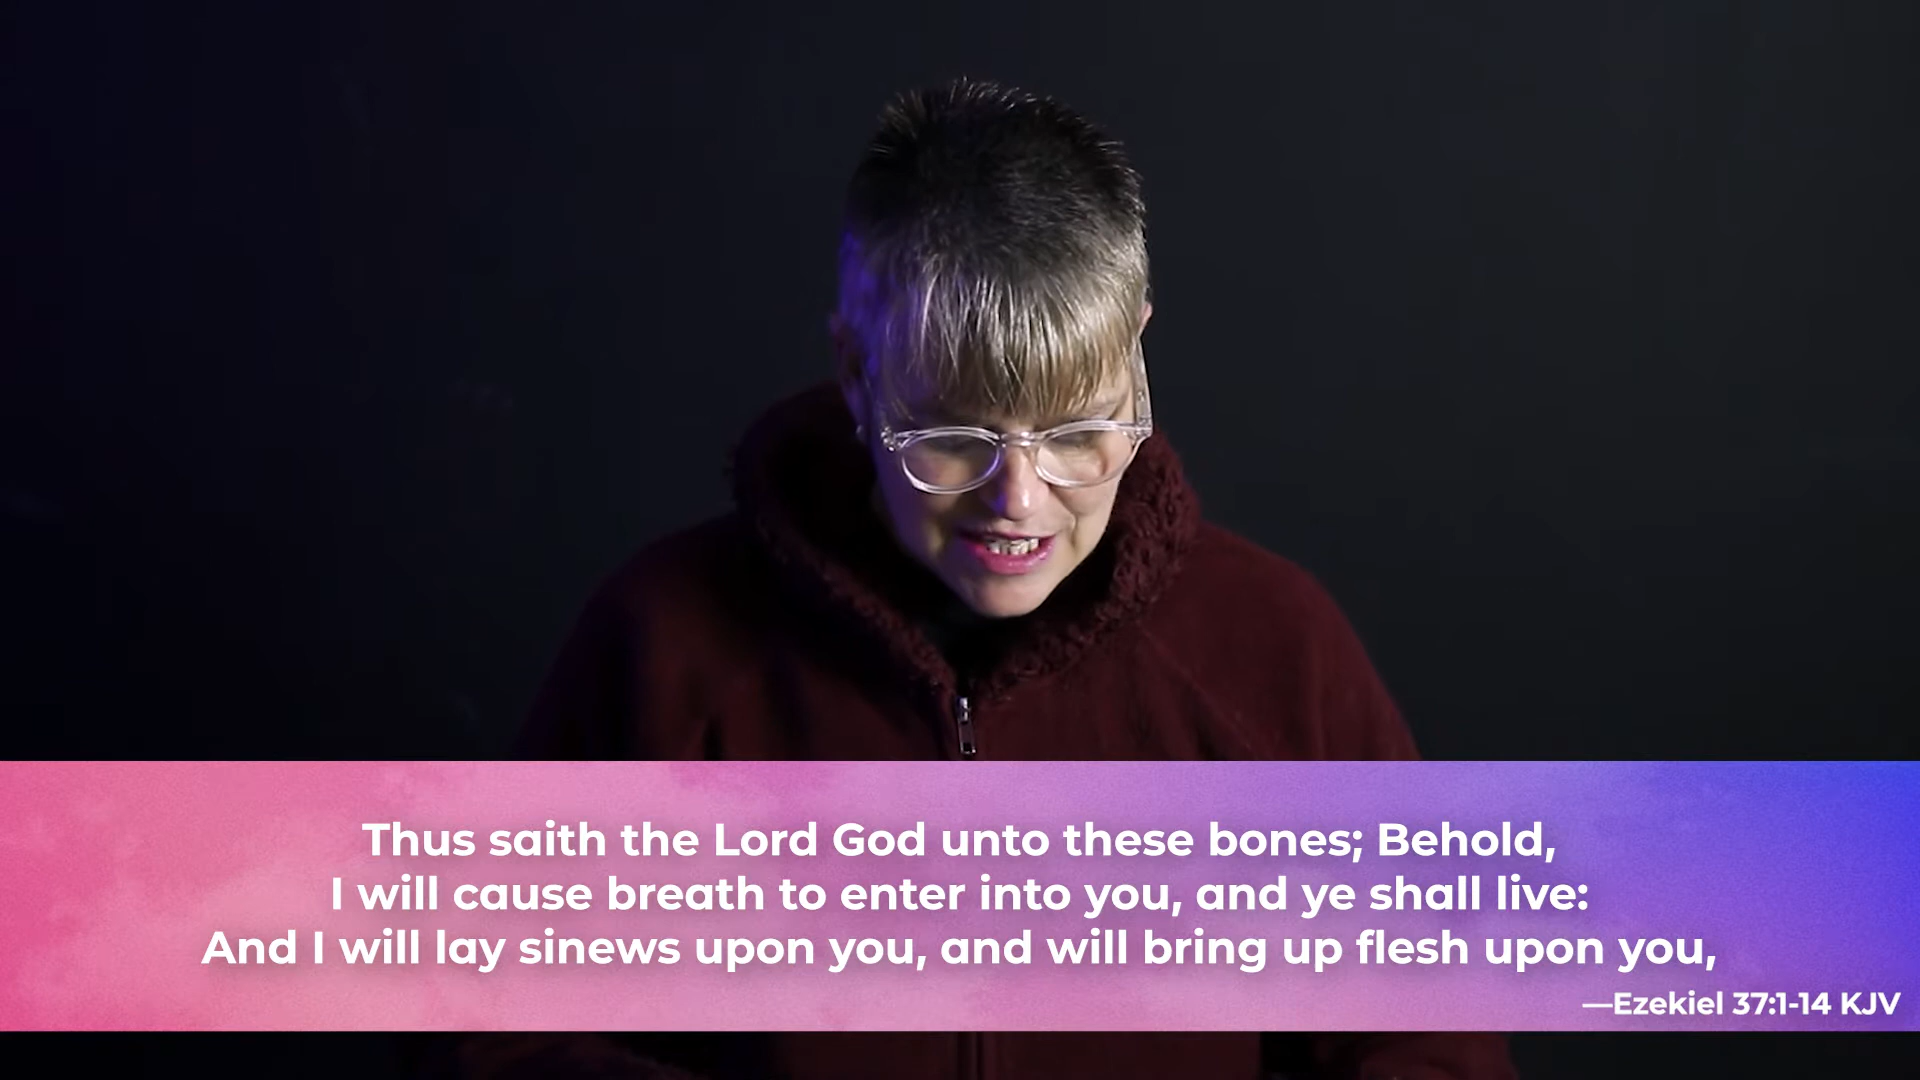 Thus saith the Lord God unto these bones; Behold,
I will cause breath to enter into you, and ye shall live:
And I will lay sinews upon you, and will bring up flesh upon you,
—Ezekiel 37:1-14 KJV